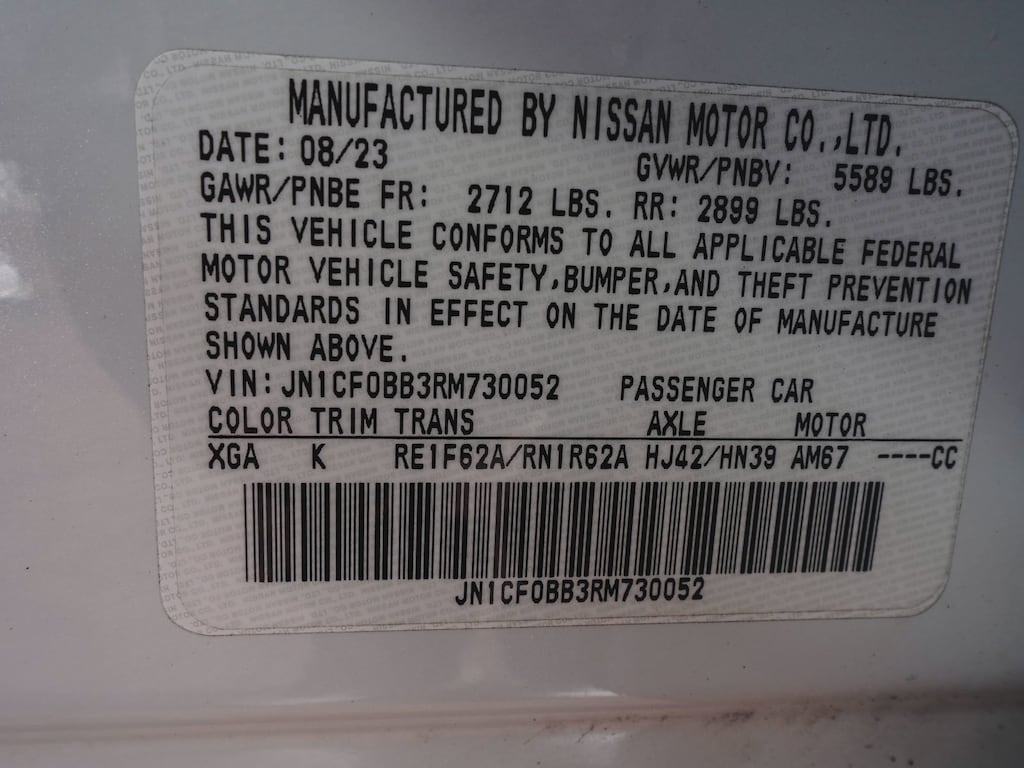 MANUFACTURED BY NISSAN MOTOR CO.,LTD.
DATE: 08/23 GVWR/PNBV: 5589 LBS.
GAWR/PNBE FR: 2712 LBS. RR: 2899 LBS.
THIS VEHICLE CONFORMS TO ALL APPLICABLE FEDERAL
MOTOR VEHICLE SAFETY,BUMPER,AND THEFT PREVENTION
STANDARDS IN EFFECT ON THE DATE OF MANUFACTURE
SHOWN ABOVE.
VIN: JN1CF0BB3RM730052 PASSENGER CAR
COLOR TRIM TRANS AXLE MOTOR
XGA K RE1F62A/RN1R62A HJ42/HN39 AM67 ----CC
JN1CF0BB3RM730052